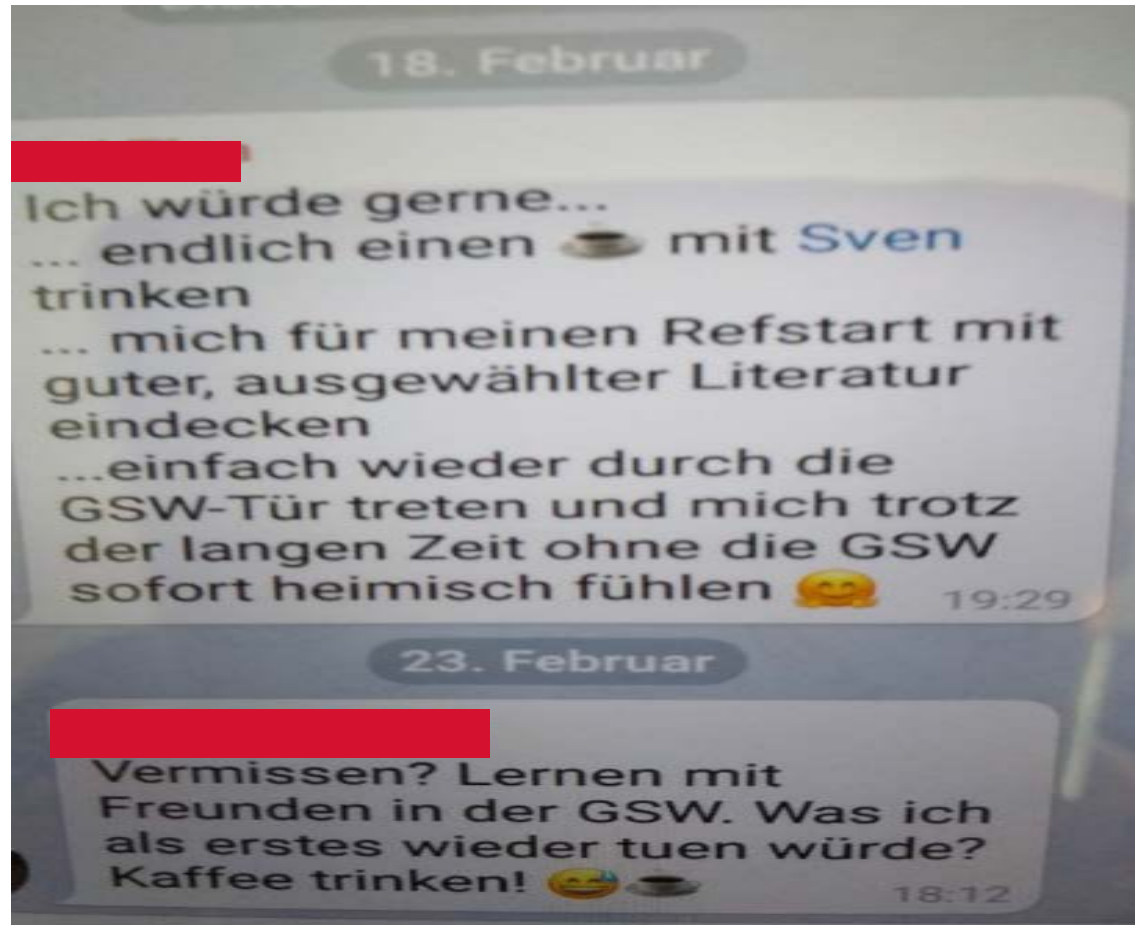 18. Februar
Ich würde gerne...
... endlich einen ☕ mit Sven
trinken
... mich für meinen Refstart mit
guter, ausgewählter Literatur
eindecken
...einfach wieder durch die
GSW-Tür treten und mich trotz
der langen Zeit ohne die GSW
sofort heimisch fühlen 🤗
19:29
23. Februar
Vermissen? Lernen mit
Freunden in der GSW. Was ich
als erstes wieder tuen würde?
Kaffee trinken! 😅☕
18:12